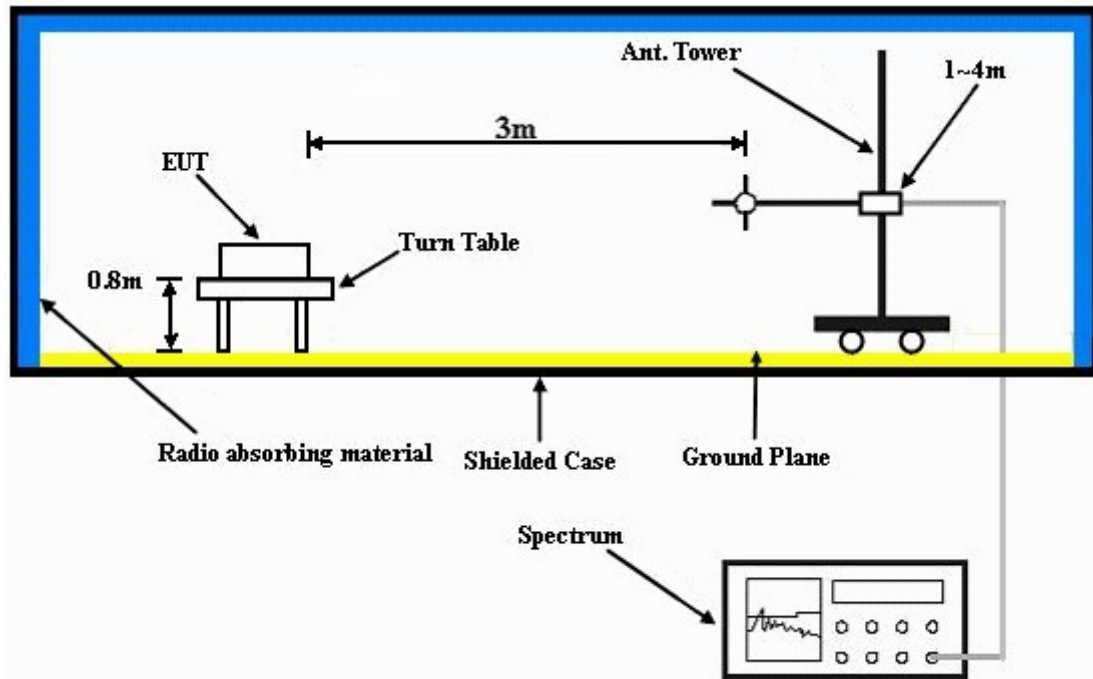 Ant. Tower
1~4m
3m
EUT
Turn Table
0.8m
Radio absorbing material
Shielded Case
Ground Plane
Spectrum